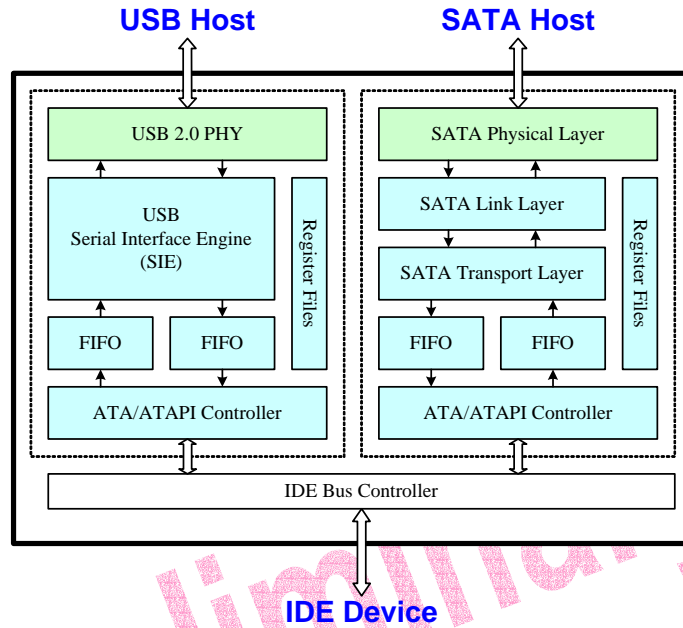 USB Host
SATA Host
USB 2.0 PHY
USB
Serial Interface Engine
(SIE)
Register Files
FIFO
FIFO
ATA/ATAPI Controller
SATA Physical Layer
SATA Link Layer
SATA Transport Layer
Register Files
FIFO
FIFO
ATA/ATAPI Controller
IDE Bus Controller
IDE Device